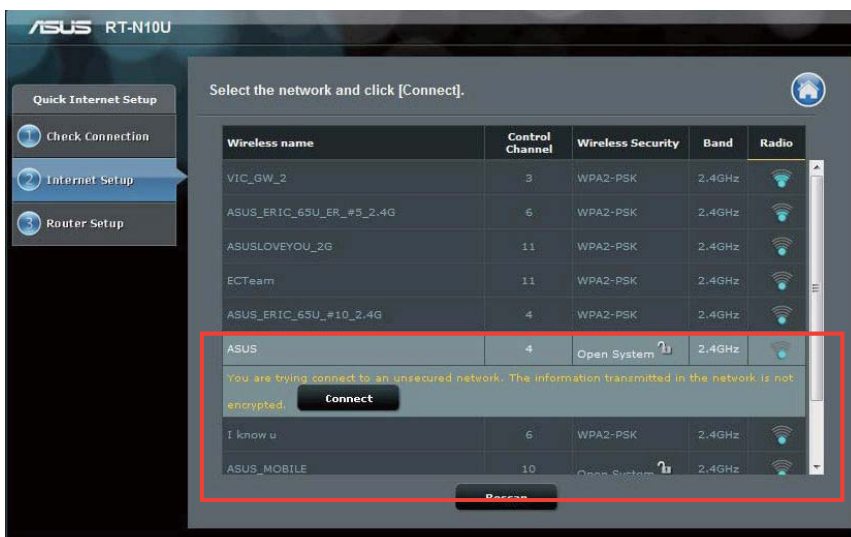 ASUS RT-N10U
Quick Internet Setup
1 Check Connection
2 Internet Setup
3 Router Setup
Select the network and click [Connect].
Wireless name Control Channel Wireless Security Band Radio
VIC_GW_2 3 WPA2-PSK 2.4GHz
ASUS_ERIC_65U_ER_#5_2.4G 6 WPA2-PSK 2.4GHz
ASUSLOVEYOU_2G 11 WPA2-PSK 2.4GHz
ECTeam 11 WPA2-PSK 2.4GHz
ASUS_ERIC_65U_#10_2.4G 4 WPA2-PSK 2.4GHz
ASUS 4 Open System 2.4GHz
You are trying connect to an unsecured network. The information transmitted in the network is not
encrypted. Connect
I know u 6 WPA2-PSK 2.4GHz
ASUS_MOBILE 10 Open System 2.4GHz
Rescan